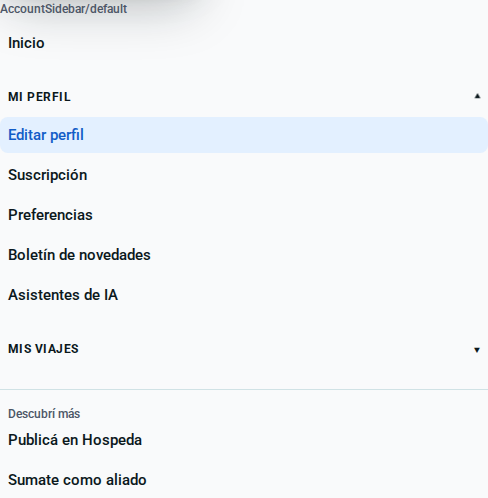 AccountSidebar/default
Inicio
MI PERFIL
Editar perfil
Suscripción
Preferencias
Boletín de novedades
Asistentes de IA
MIS VIAJES
Descubrí más
Publicá en Hospeda
Sumate como aliado